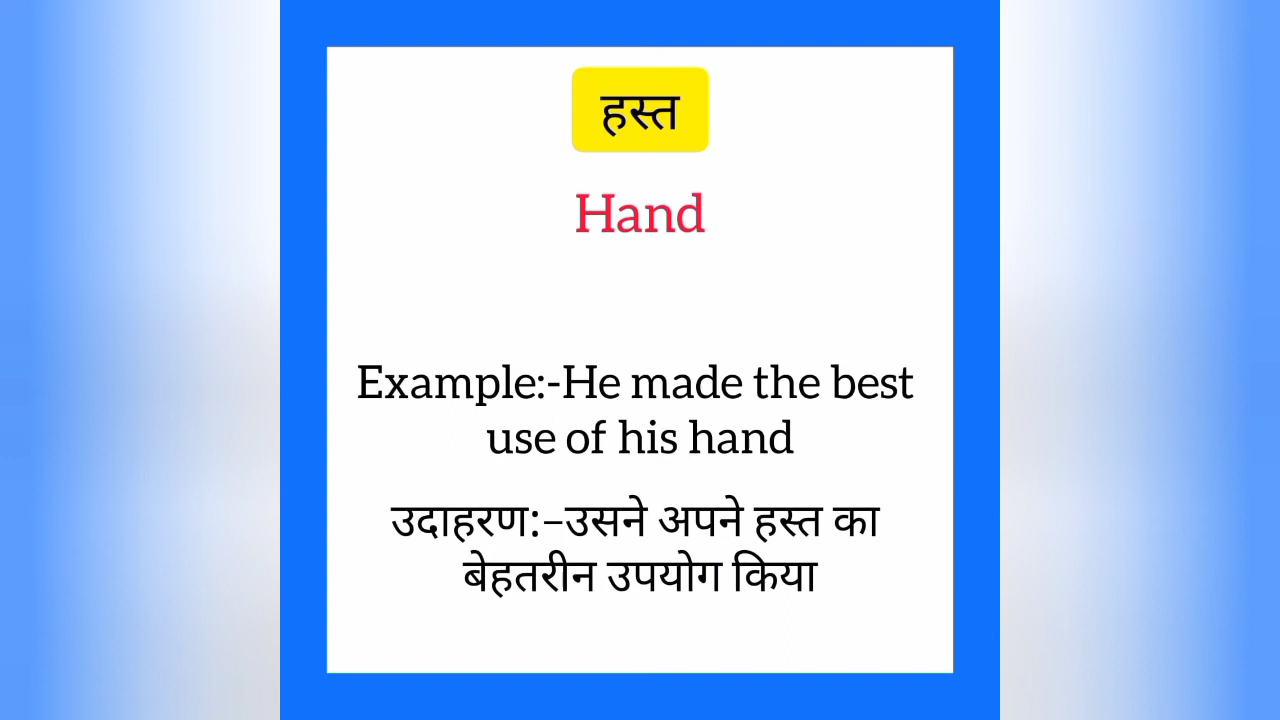 हस्त
Hand
Example:-He made the best
use of his hand
उदाहरण:–उसने अपने हस्त का
बेहतरीन उपयोग किया